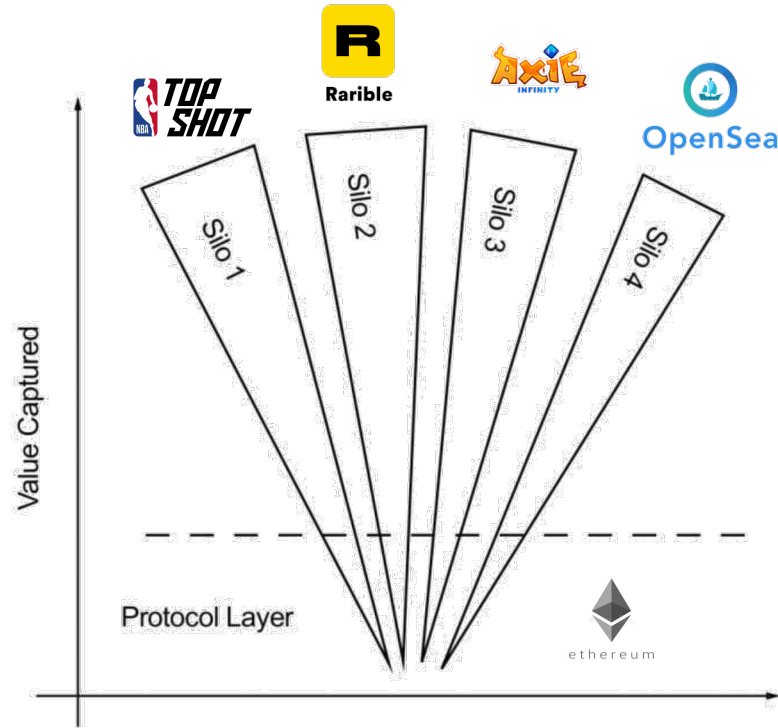 R
Rarible
NBA
TOP
SHOT
AXIE
INFINITY
OpenSea
Silo 1
Silo 2
Silo 3
Silo 4
Value Captured
Protocol Layer
ethereum